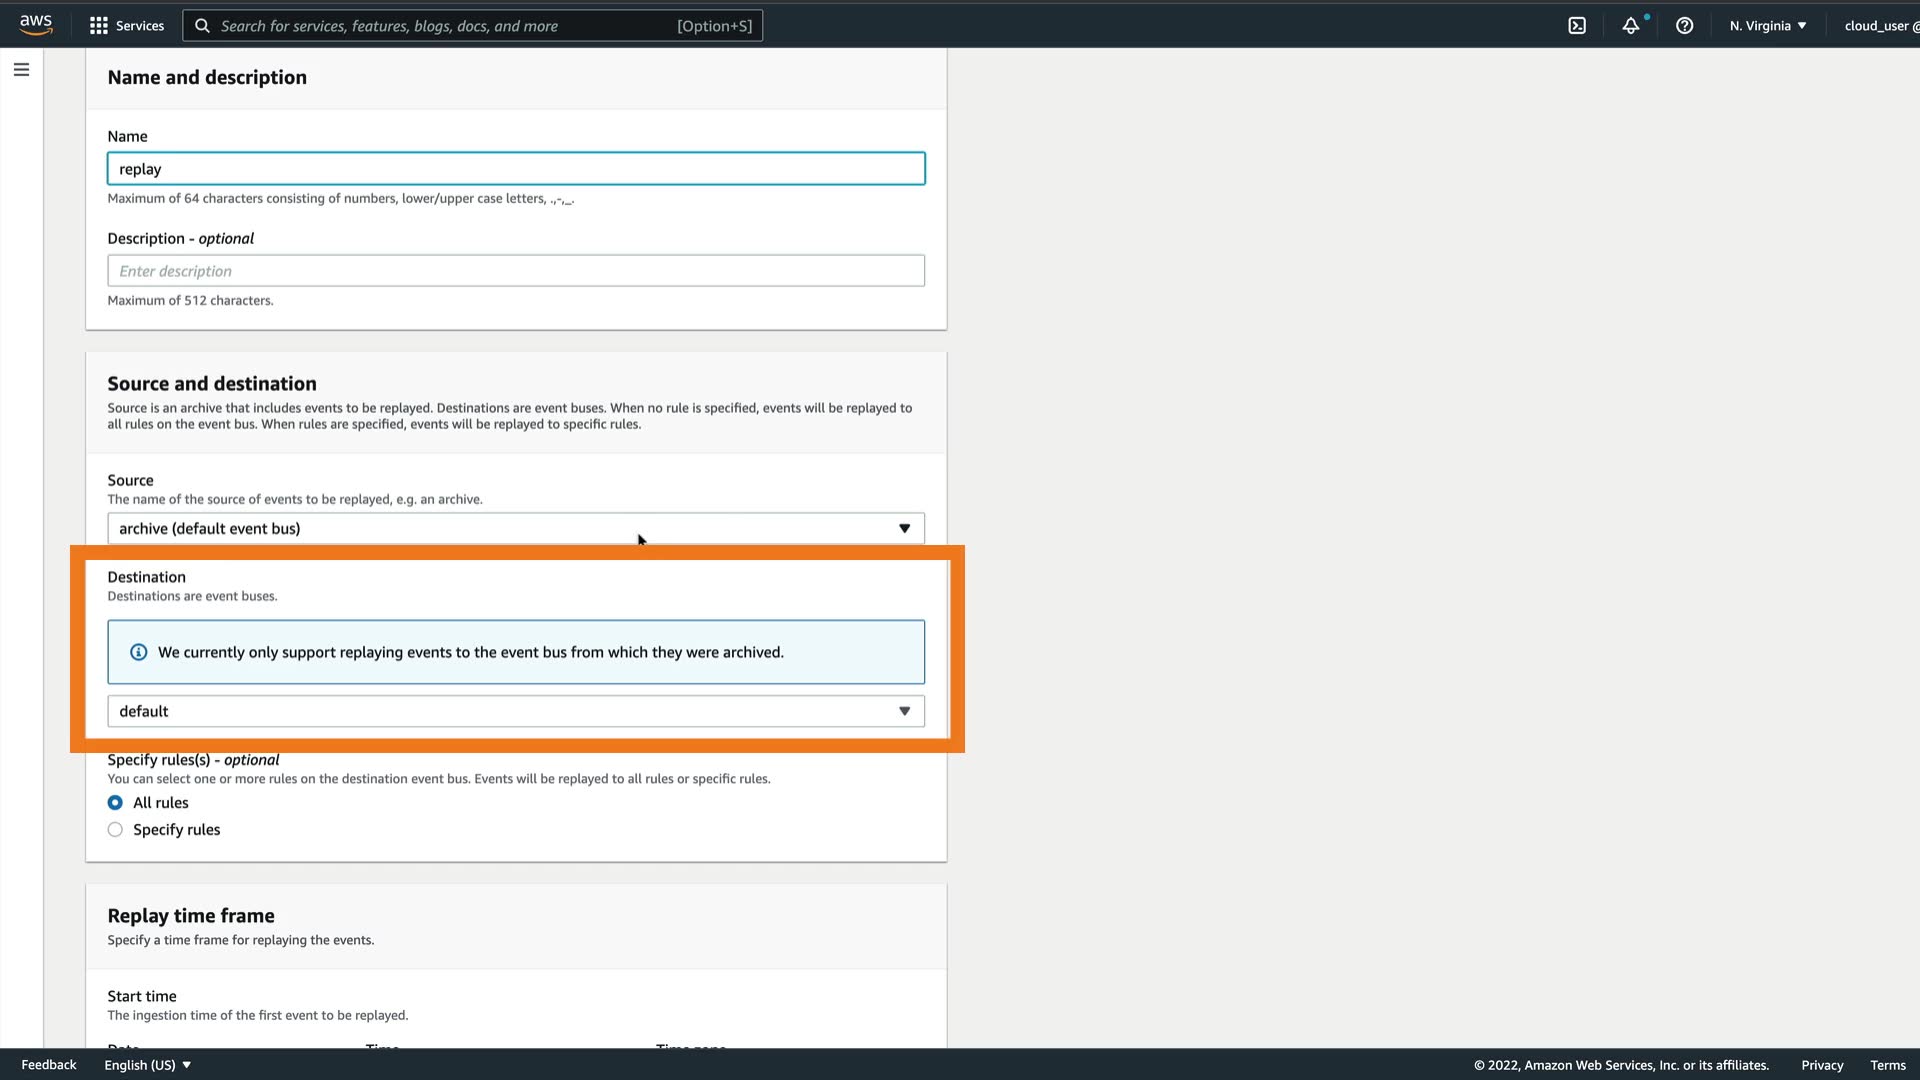 aws
Services
Search for services, features, blogs, docs, and more
[Option+S]
N. Virginia
cloud_user @
Name and description
Name
replay
Maximum of 64 characters consisting of numbers, lower/upper case letters, .,-,_.
Description - optional
Enter description
Maximum of 512 characters.
Source and destination
Source is an archive that includes events to be replayed. Destinations are event buses. When no rule is specified, events will be replayed to
all rules on the event bus. When rules are specified, events will be replayed to specific rules.
Source
The name of the source of events to be replayed, e.g. an archive.
archive (default event bus)
Destination
Destinations are event buses.
We currently only support replaying events to the event bus from which they were archived.
default
Specify rules(s) - optional
You can select one or more rules on the destination event bus. Events will be replayed to all rules or specific rules.
All rules
Specify rules
Replay time frame
Specify a time frame for replaying the events.
Start time
The ingestion time of the first event to be replayed.
Date Time Time zone
Feedback
English (US)
© 2022, Amazon Web Services, Inc. or its affiliates.
Privacy
Terms